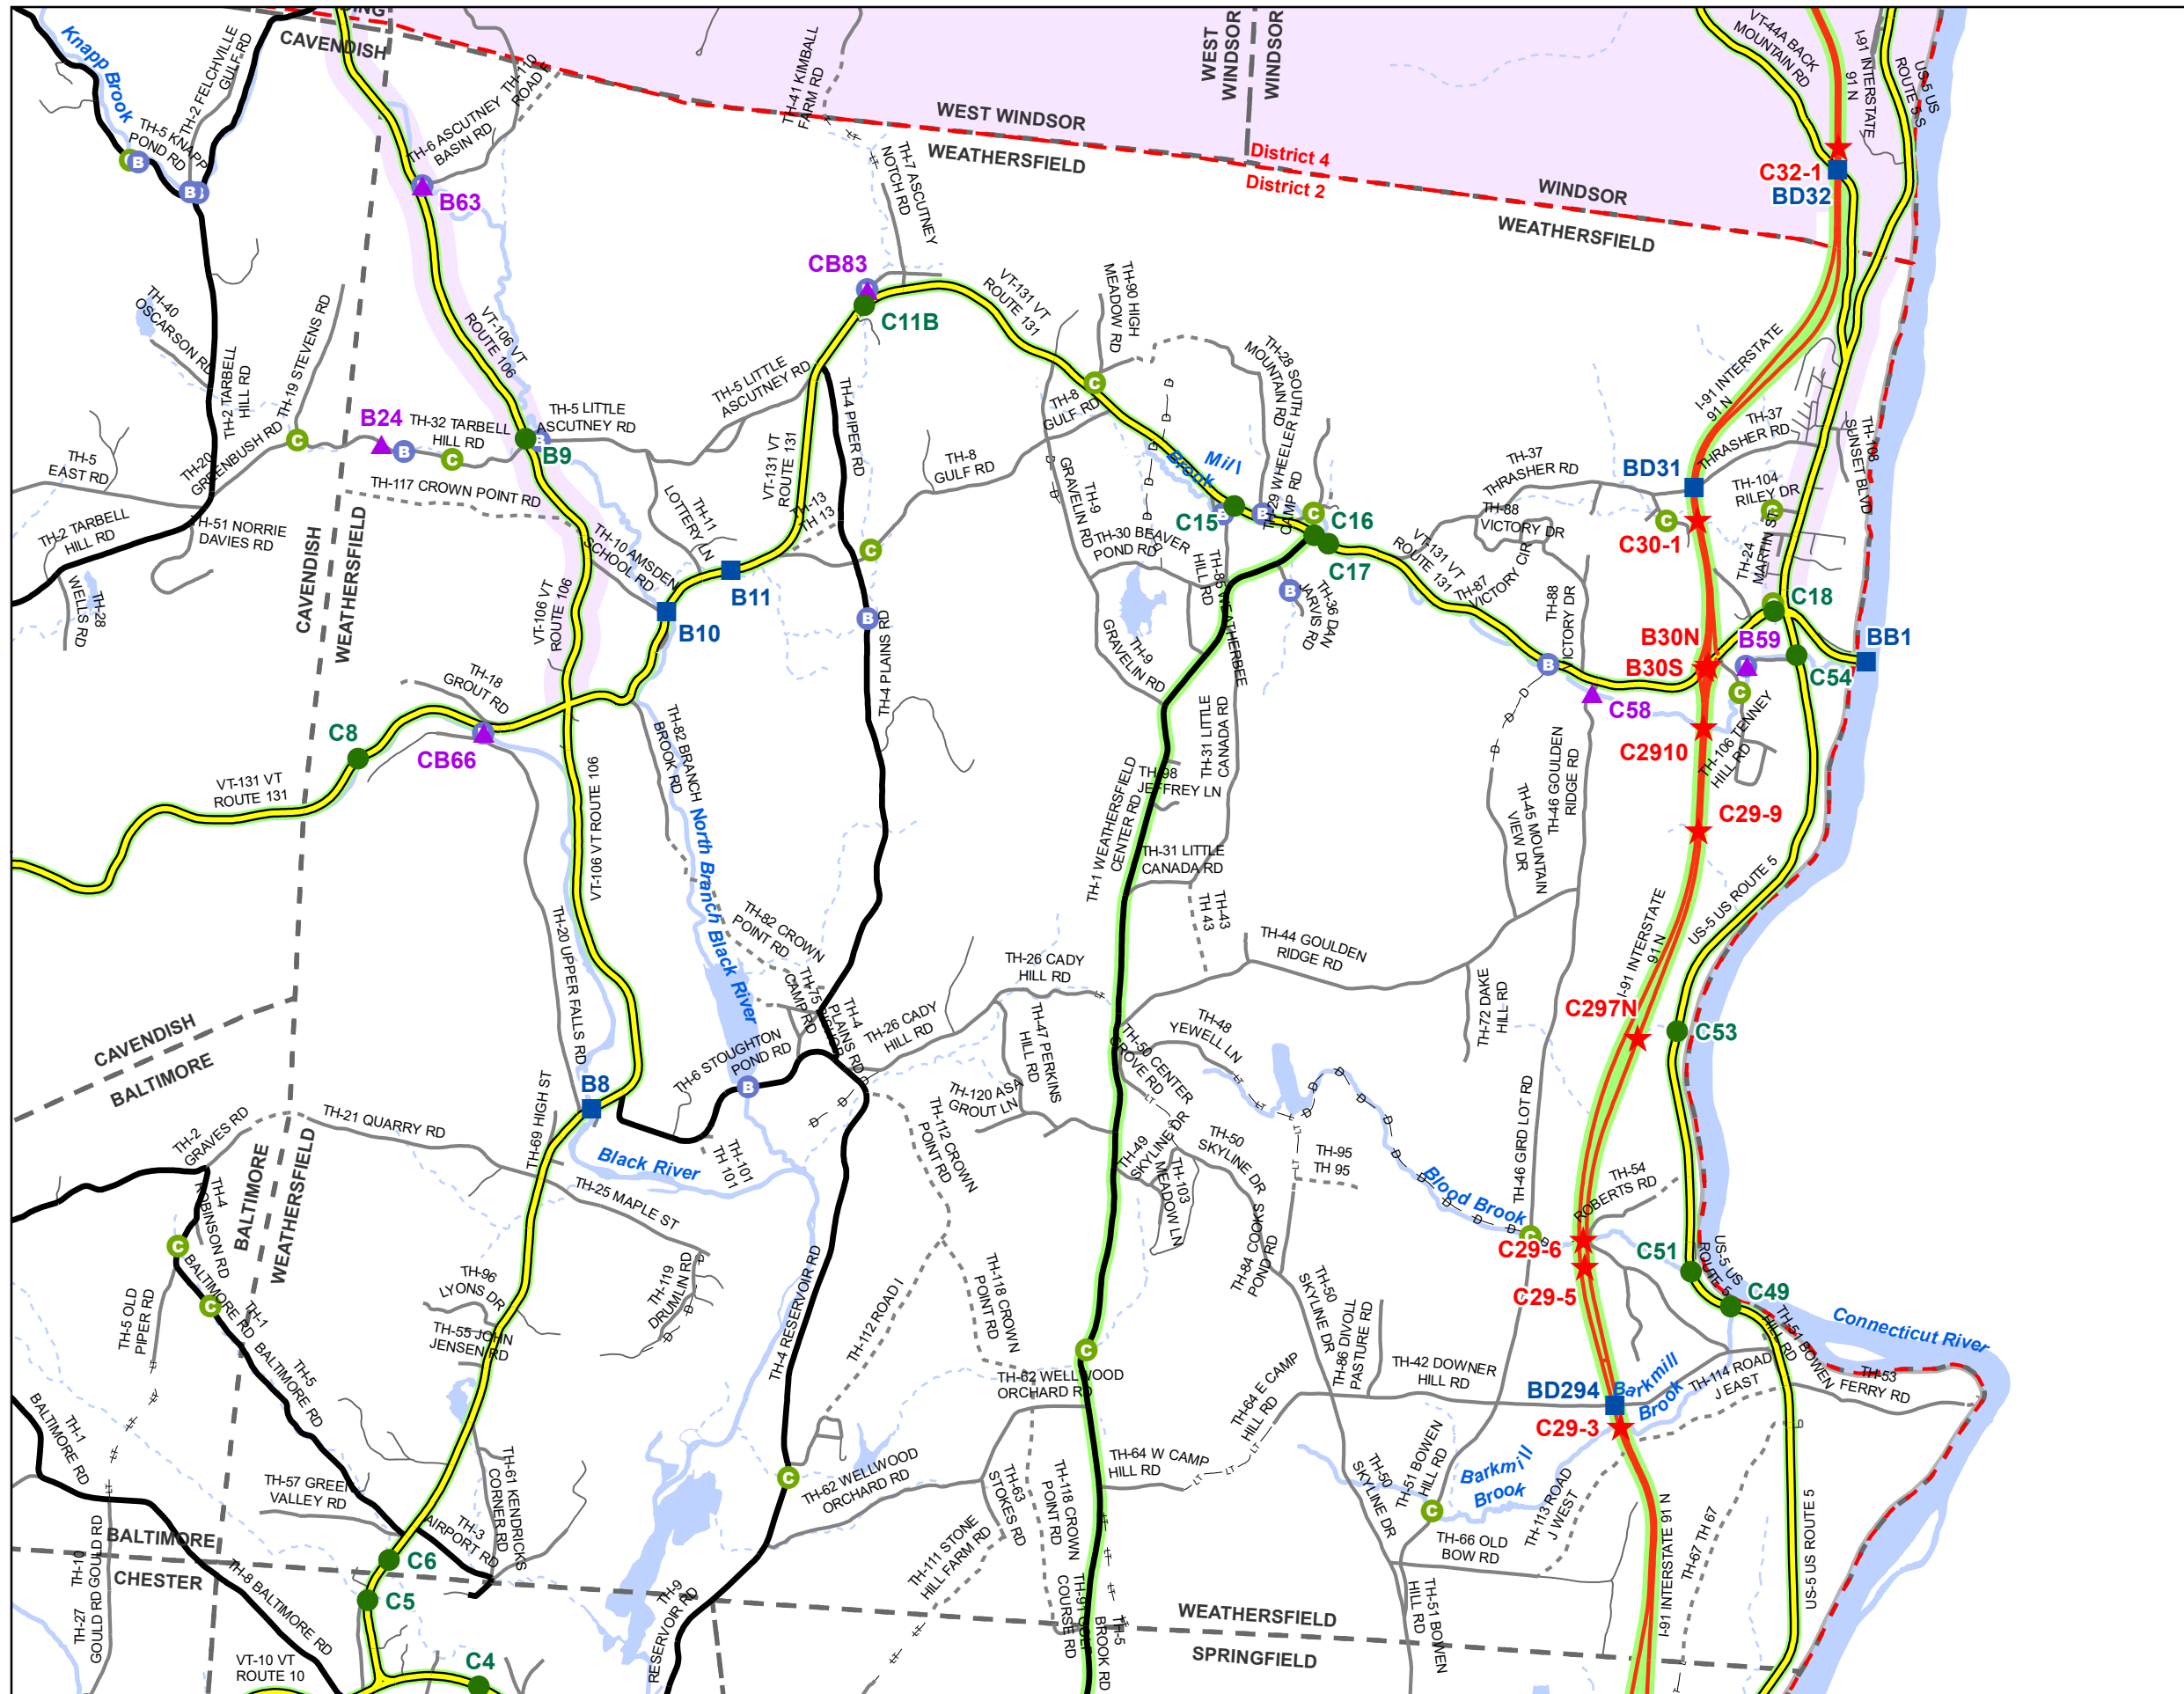 CAVENDISH
Knapp Brook
TH-2 FELCHVILLE
GULF RD
TH-5 KNAPP
POND RD
TH-6 ASCUTNEY
BASIN RD
TH-110
ROAD E
B63
TH-41 KIMBALL
FARM RD
WEST WINDSOR
WEATHERSFIELD
WEST
WINDSOR
WINDSOR
District 4
District 2
WINDSOR
WEATHERSFIELD
VT-44A BACK
MOUNTAIN RD
I-91 INTERSTATE
91 N
US-5 US
ROUTE 5 S
C32-1
BD32
TH-7 ASCUTNEY
NOTCH RD
CB83
C11B
VT-131 VT
ROUTE 131
TH-90 HIGH
MEADOW RD
TH-28 SOUTH
MOUNTAIN RD
TH-40
OSCARSON RD
TH-2 TARBELL
HILL RD
TH-19 STEVENS RD
TH-20
GREENBUSH RD
TH-5
EAST RD
TH-2 TARBELL
HILL RD
TH-51 NORRIE
DAVIES RD
TH-28
WELLS RD
B24
TH-32 TARBELL
HILL RD
VT-106 VT
ROUTE 106
B9
TH-5 LITTLE
ASCUTNEY RD
TH-5 LITTLE
ASCUTNEY RD
TH-117 CROWN POINT RD
TH-10 AMSDEN
SCHOOL RD
TH-11
LOTTERY LN
VT-131 VT
ROUTE 131
TH-13
TH 13
TH-4 PIPER RD
TH-8
GULF RD
TH-8
GULF RD
Mill
Brook
TH-29 WHEELER
CAMP RD
C15
C16
C17
TH-9
GRAVELIN RD
TH-30 BEAVER
POND RD
TH-85 WEATHERBEE
HILL RD
TH-9
GRAVELIN RD
TH-36 DAN
JARVIS RD
VT-131 VT
ROUTE 131
TH-37
THRASHER RD
TH-88
VICTORY DR
TH-87
VICTORY CIR
TH-88
VICTORY DR
I-91 INTERSTATE
91 N
TH-37
THRASHER RD
BD31
C30-1
TH-104
RILEY DR
TH-24
MARTIN ST
TH-108
SUNSET BLVD
C18
B30N
B30S
B59
BB1
C54
C58
C2910
TH-106 TENNEY
HILL RD
C29-9
CAVENDISH
WEATHERSFIELD
VT-106 VT
ROUTE 106
B10
B11
TH-18
GROUT RD
C8
CB66
VT-131 VT
ROUTE 131
VT-106 VT ROUTE 106
TH-82 BRANCH
BROOK RD
North Branch Black River
TH-4 PLAINS RD
TH-31 LITTLE
CANADA RD
TH-98
JEFFREY LN
TH-1 WEATHERSFIELD
CENTER RD
TH-31 LITTLE
CANADA RD
TH-43
TH 43
TH-46 GOULDEN
RIDGE RD
TH-45 MOUNTAIN
VIEW DR
TH-44 GOULDEN
RIDGE RD
TH-72 DAKE
HILL RD
I-91 INTERSTATE
91 N
US-5 US ROUTE 5
C297N
C53
CAVENDISH
BALTIMORE
TH-20 UPPER FALLS RD
TH-82 CROWN
POINT RD
TH-75
CAMP RD
TH-4
PLAINS RD
TH-26 CADY
HILL RD
TH-26 CADY
HILL RD
TH-6 STOUGHTON
POND RD
TH-47 PERKINS
HILL RD
TH-120 ASA
GROUT LN
TH-48
YEWELL LN
TH-50 CENTER
GROVE RD
B8
TH-2
GRAVES RD
TH-21 QUARRY RD
TH-69 HIGH ST
Black River
TH-101
TH 101
TH-112 CROWN
POINT RD
TH-49
SKYLINE DR
TH-50
SKYLINE DR
TH-103
MEADOW LN
TH-95
TH 95
Blood Brook
TH-46 GIRD LOT RD
TH-54
ROBERTS RD
C29-6
C29-5
C51
C49
US-5 US
ROUTE 5
Connecticut River
BALTIMORE
WEATHERSFIELD
TH-4
ROBINSON RD
TH-25 MAPLE ST
TH-119
DRUMLIN RD
TH-96
LYONS DR
TH-55 JOHN
JENSEN RD
TH-5 OLD
PIPER RD
TH-1
BALTIMORE RD
TH-5
BALTIMORE RD
TH-1
BALTIMORE RD
TH-4 RESERVOIR RD
TH-112 ROAD I
TH-118 CROWN
POINT RD
TH-84 COOKS
POND RD
TH-50
SKYLINE DR
TH-86 DIVOLL
PASTURE RD
TH-42 DOWNER
HILL RD
BD294
C29-3
Barkmill
Brook
TH-114 ROAD
J EAST
TH-51 BOWEN
HILL RD
TH-53
FERRY RD
TH-62 WELLWOOD
ORCHARD RD
TH-64 E CAMP
HILL RD
TH-64 W CAMP
HILL RD
TH-62 WELLWOOD
ORCHARD RD
TH-63
STOKES RD
TH-118 CROWN
POINT RD
TH-50
SKYLINE DR
TH-51 BOWEN
HILL RD
Barkmill
Brook
TH-113 ROAD
J WEST
TH-66 OLD
BOW RD
TH-67 TH 67
I-91 INTERSTATE 91 N
US-5 US ROUTE 5
TH-57 GREEN
VALLEY RD
TH-61 KENDRICKS
CORNER RD
TH-3
AIRPORT RD
BALTIMORE
CHESTER
TH-10
GOULD RD
TH-27
GOULD RD
TH-8 BALTIMORE RD
C6
C5
C4
VT-10 VT
ROUTE 10
TH-9
RESERVOIR RD
TH-111 STONE
HILL FARM RD
TH-91 GOLF
COURSE RD
TH-5
BROOK RD
TH-51 BOWEN
HILL RD
WEATHERSFIELD
SPRINGFIELD